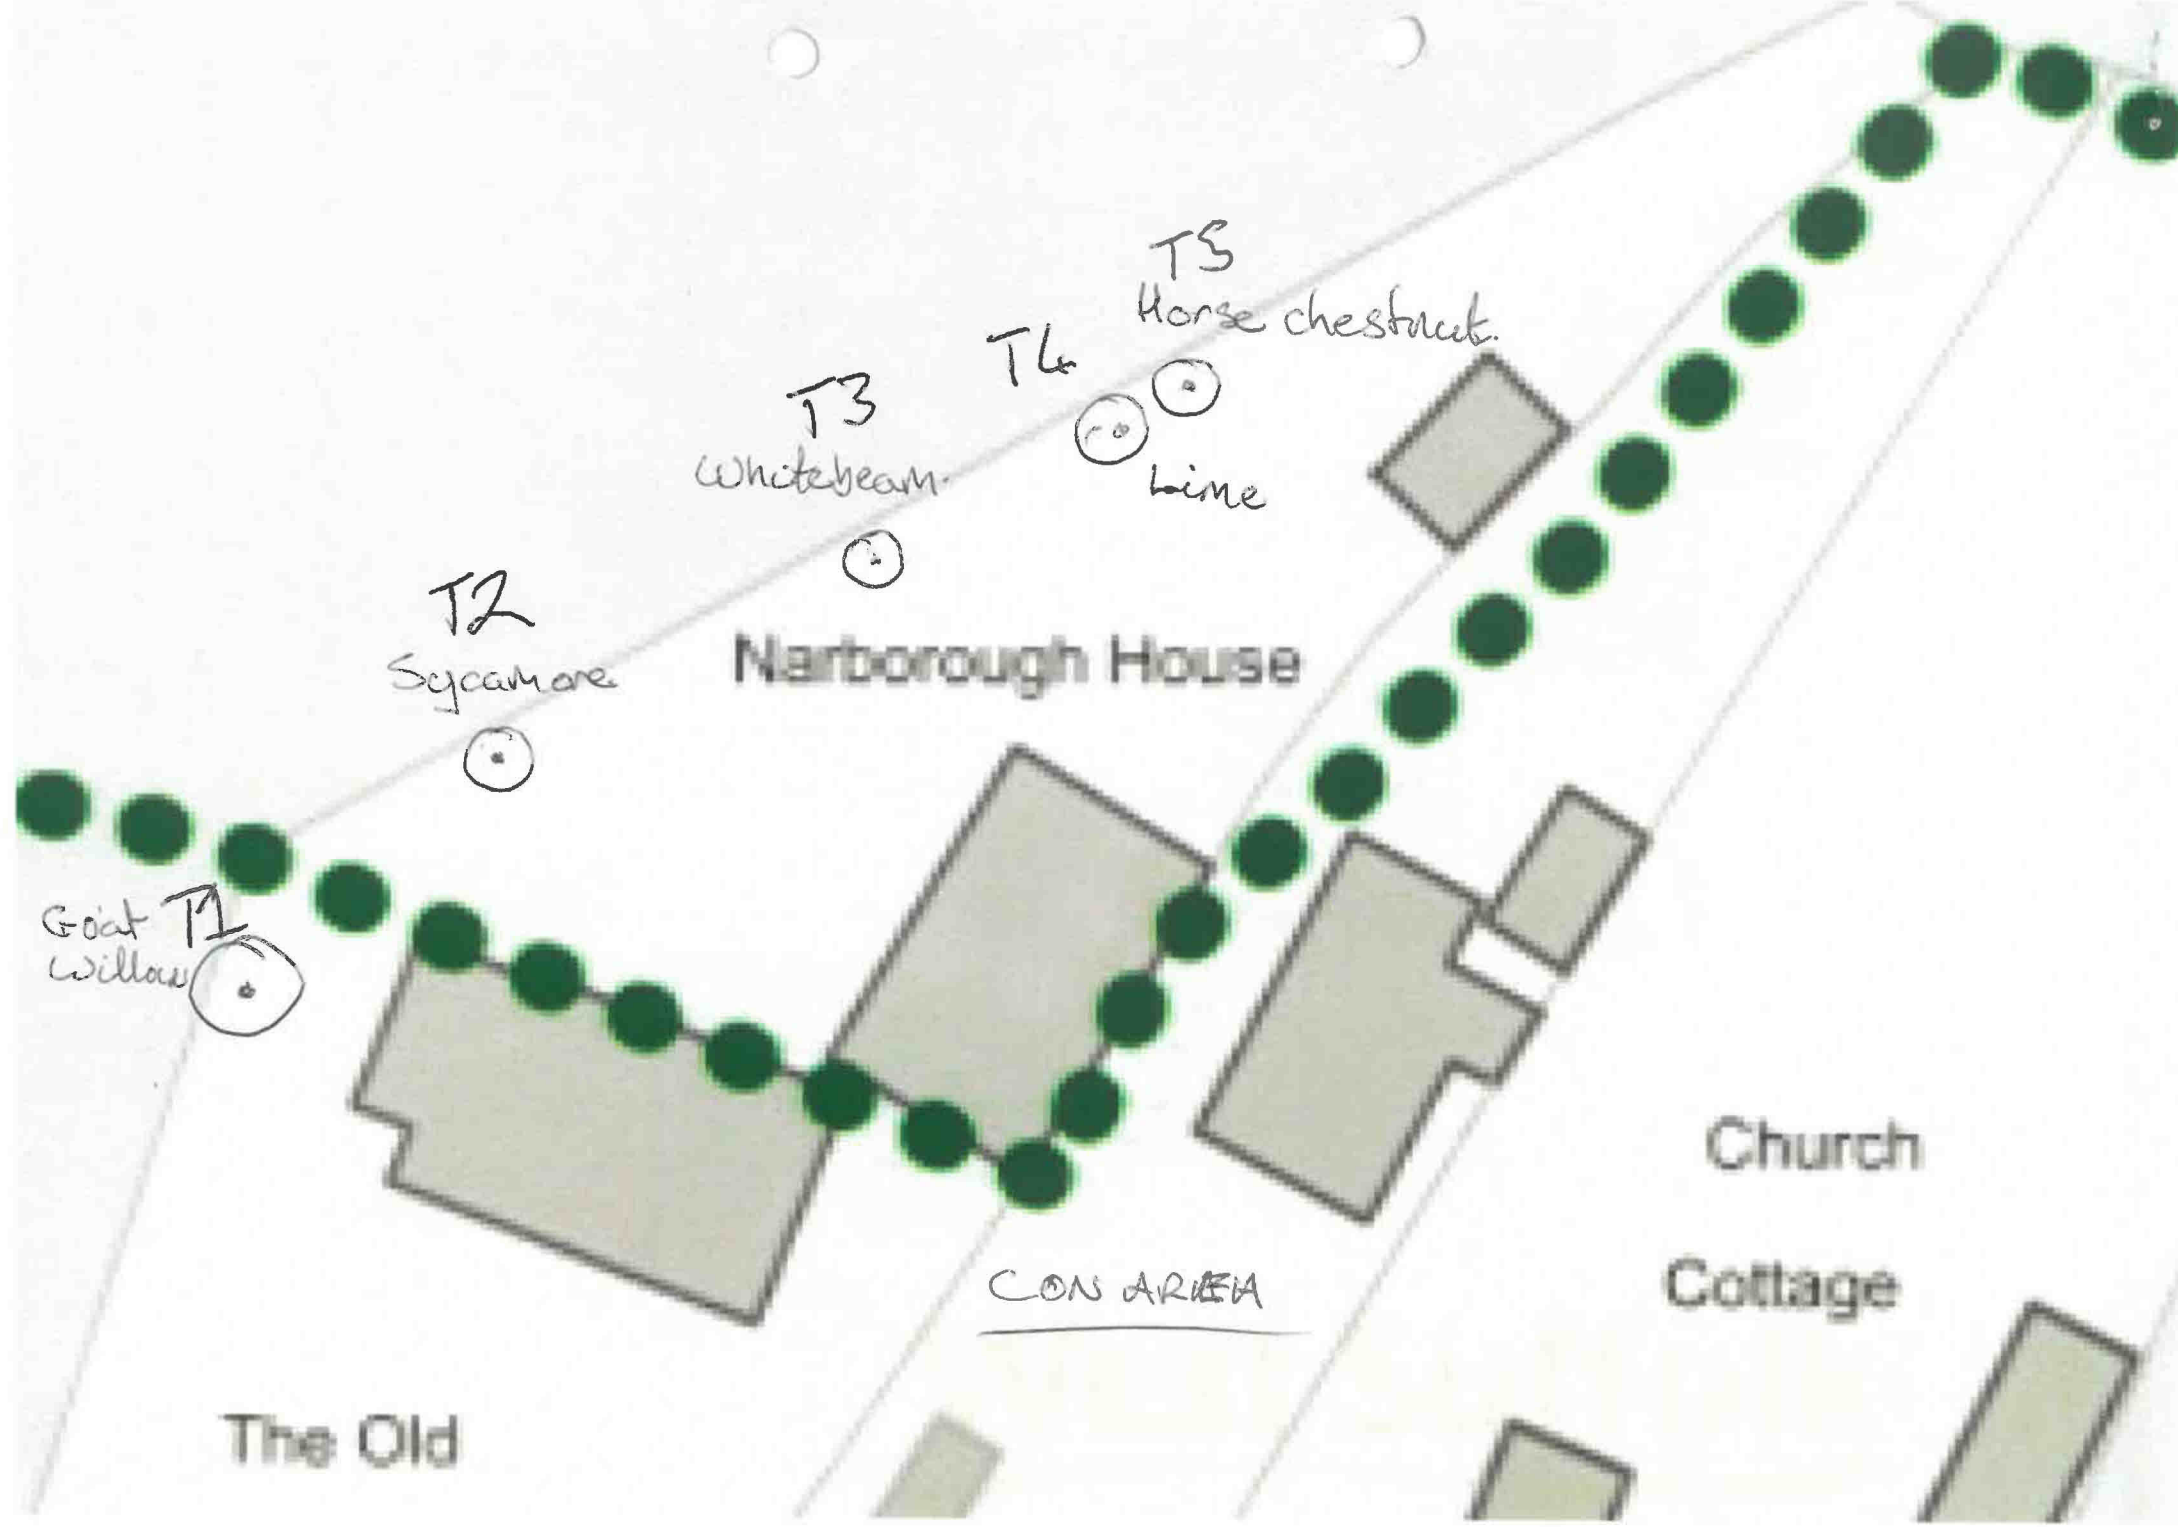 T5
Horse chestnut.
T4
Lime
T3
Whitebeam.
T2
Sycamore
Narborough House
Goat T1
Willow
Church
Cottage
CON AREA
The Old